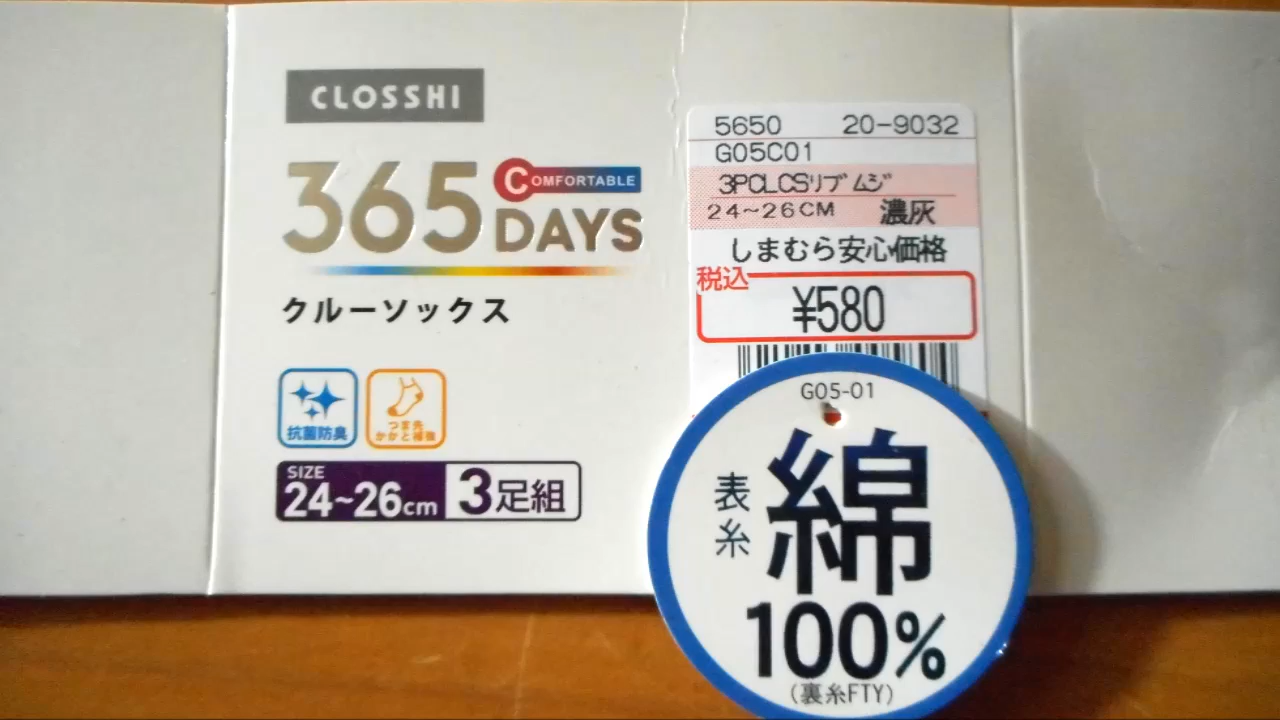 CLOSSHI
365 DAYS
COMFORTABLE
クルーソックス
抗菌防臭
つま先
かかと補強
SIZE
24~26cm
3足組
5650 20-9032
G05C01
3PCLCSリブムジ
24~26CM 濃灰
しまむら安心価格
税込
¥580
G05-01
表糸
綿
100%
(裏糸FTY)